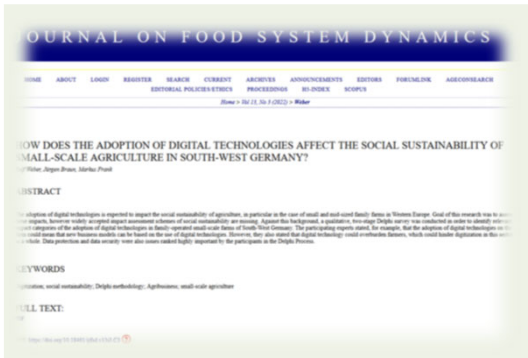 OURNAL ON FOOD SYSTEM DYNAMICS
HOME ABOUT LOGIN REGISTER SEARCH CURRENT ARCHIVES ANNOUNCEMENTS EDITORS FORUMLINK AGECONSEARCH
EDITORIAL POLICIES/ETHICS PROCEEDINGS H5-INDEX SCOPUS
Home > Vol 13, No 3 (2022) > Weber
OW DOES THE ADOPTION OF DIGITAL TECHNOLOGIES AFFECT THE SOCIAL SUSTAINABILITY OF
MALL-SCALE AGRICULTURE IN SOUTH-WEST GERMANY?
Weber, Jürgen Braun, Markus Frank
ABSTRACT
adoption of digital technologies is expected to impact the social sustainability of agriculture, in particular in the case of small and mid-sized family farms in Western Europe. Goal of this research was to
impacts, however widely accepted impact assessment schemes of social sustainability are missing. Against this background, a qualitative, two-stage Delphi survey was conducted in order to identify
categories of the adoption of digital technologies in family-operated small-scale farms of South-West Germany. The participating experts stated, for example, that the adoption of digital technologies on
could mean that new business models can be based on the use of digital technologies. However, they also stated that digital technology could overburden farmers, which could hinder digitization in this
whole. Data protection and data security were also issues ranked highly important by the participants in the Delphi Process.
KEYWORDS
social sustainability; Delphi methodology; Agribusiness; small-scale agriculture
ULL TEXT: